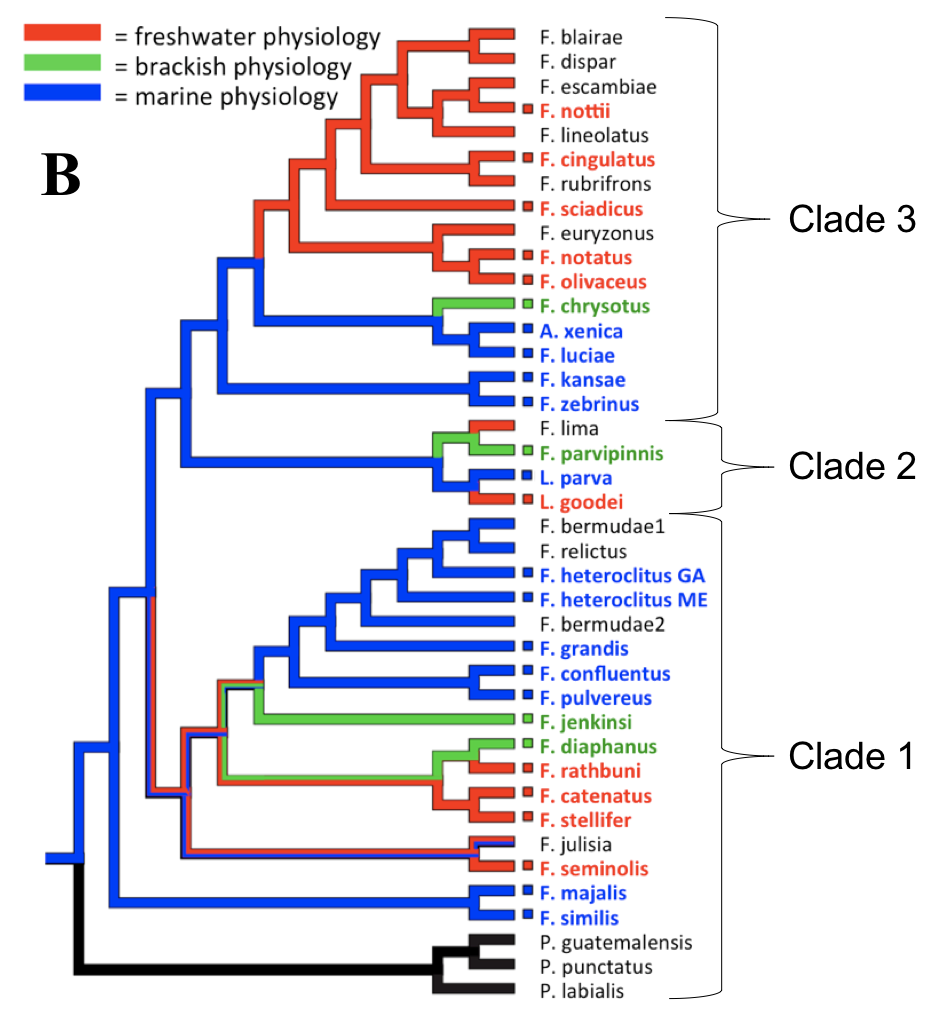 = freshwater physiology
= brackish physiology
= marine physiology
B
F. blairae
F. dispar
F. escambiae
F. nottii
F. lineolatus
F. cingulatus
F. rubrifrons
F. sciadicus
F. euryzonus
F. notatus
F. olivaceus
F. chrysotus
A. xenica
F. luciae
F. kansae
F. zebrinus
Clade 3
F. lima
F. parvipinnis
L. parva
L. goodei
Clade 2
F. bermudae1
F. relictus
F. heteroclitus GA
F. heteroclitus ME
F. bermudae2
F. grandis
F. confluentus
F. pulvereus
F. jenkinsi
F. diaphanus
F. rathbuni
F. catenatus
F. stellifer
F. julisia
F. seminolis
F. majalis
F. similis
P. guatemalensis
P. punctatus
P. labialis
Clade 1